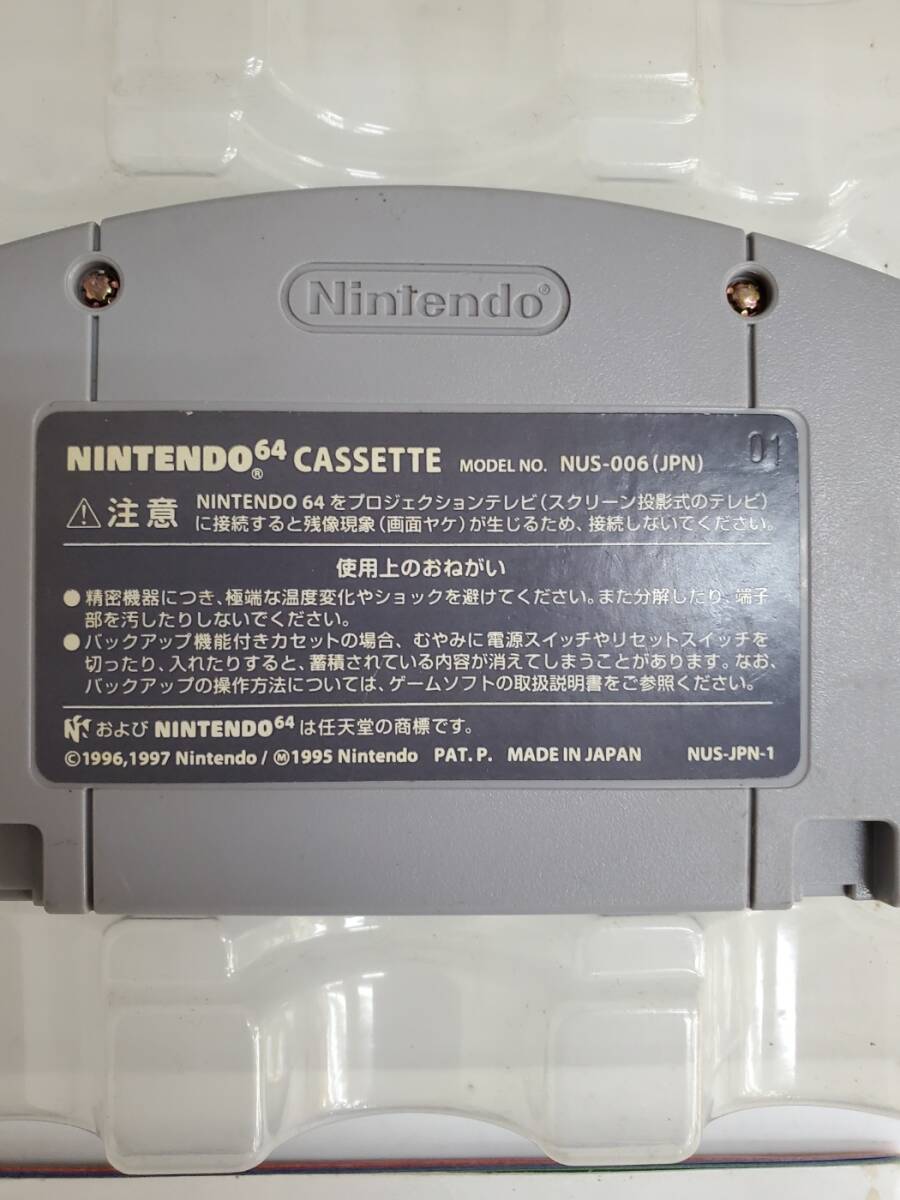 Nintendo®
NINTENDO64® CASSETTE MODEL NO. NUS-006(JPN) 01
注意 NINTENDO 64をプロジェクションテレビ(スクリーン投影式のテレビ)
に接続すると残像現象(画面ヤケ)が生じるため、接続しないでください。
使用上のおねがい
●精密機器につき、極端な温度変化やショックを避けてください。また分解したり、端子
部を汚したりしないでください。
●バックアップ機能付きカセットの場合、むやみに電源スイッチやリセットスイッチを
切ったり、入れたりすると、蓄積されている内容が消えてしまうことがあります。なお、
バックアップの操作方法については、ゲームソフトの取扱説明書をご参照ください。
および NINTENDO64 は任天堂の商標です。
©1996,1997 Nintendo/Ⓜ1995 Nintendo PAT.P. MADE IN JAPAN NUS-JPN-1